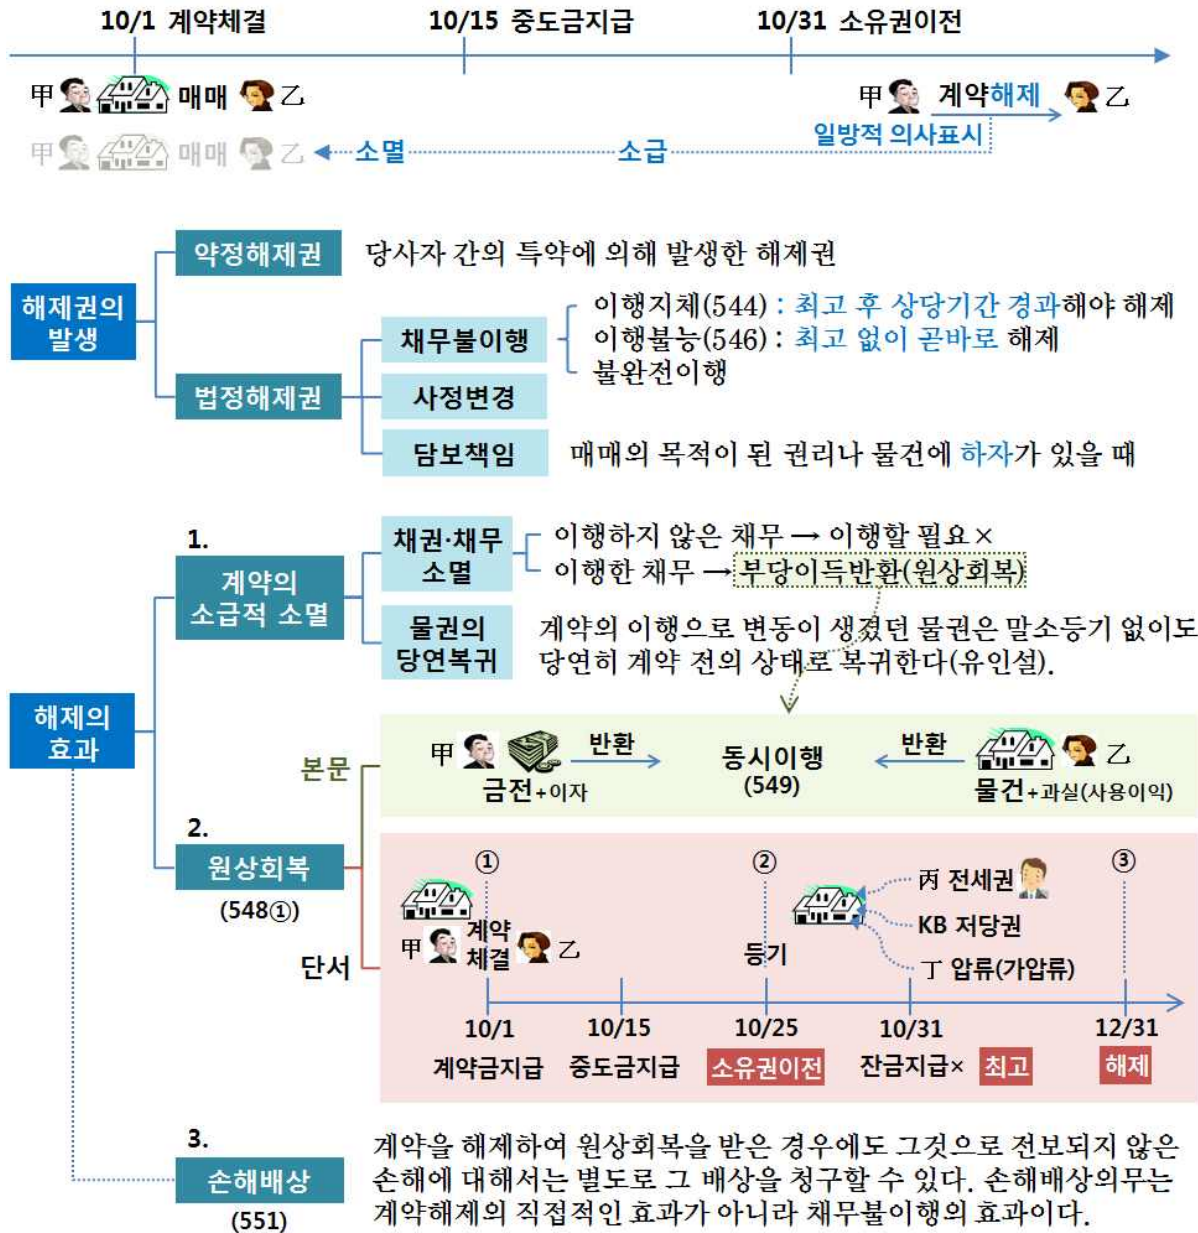 10/1 계약체결 10/15 중도금지급 10/31 소유권이전
甲 매매 乙 甲 계약해제 乙
일방적 의사표시
甲 매매 乙 소멸 소급
약정해제권 당사자 간의 특약에 의해 발생한 해제권
해제권의
발생
이행지체(544) : 최고 후 상당기간 경과해야 해제
채무불이행 이행불능(546) : 최고 없이 곧바로 해제
불완전이행
법정해제권 사정변경
담보책임 매매의 목적이 된 권리나 물건에 하자가 있을 때
1.
계약의
소급적 소멸
채권·채무
소멸
이행하지 않은 채무 → 이행할 필요×
이행한 채무 → 부당이득반환(원상회복)
물권의
당연복귀
계약의 이행으로 변동이 생겼던 물권은 말소등기 없이도
당연히 계약 전의 상태로 복귀한다(유인설).
해제의
효과
본문
甲 반환 동시이행 반환 乙
(549)
금전+이자 물건+과실(사용이익)
2.
원상회복
(548①)
단서
① ② ③
丙 전세권
KB 저당권
丁 압류(가압류)
甲 계약
체결 乙
등기
10/1 10/15 10/25 10/31 12/31
계약금지급 중도금지급 소유권이전 잔금지급× 최고 해제
3.
손해배상
(551)
계약을 해제하여 원상회복을 받은 경우에도 그것으로 전보되지 않은
손해에 대해서는 별도로 그 배상을 청구할 수 있다. 손해배상의무는
계약해제의 직접적인 효과가 아니라 채무불이행의 효과이다.